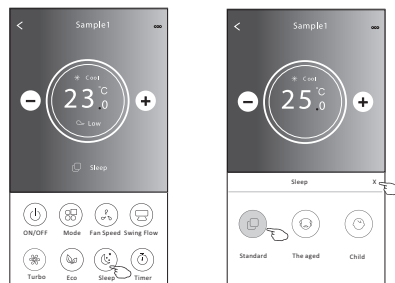 Sample1
Cool
23.0°C
Low
Sleep
ON/OFF Mode Fan Speed Swing Flow
Turbo Eco Sleep Timer
Sample1
Cool
25.0°C
Sleep X
Standard The aged Child